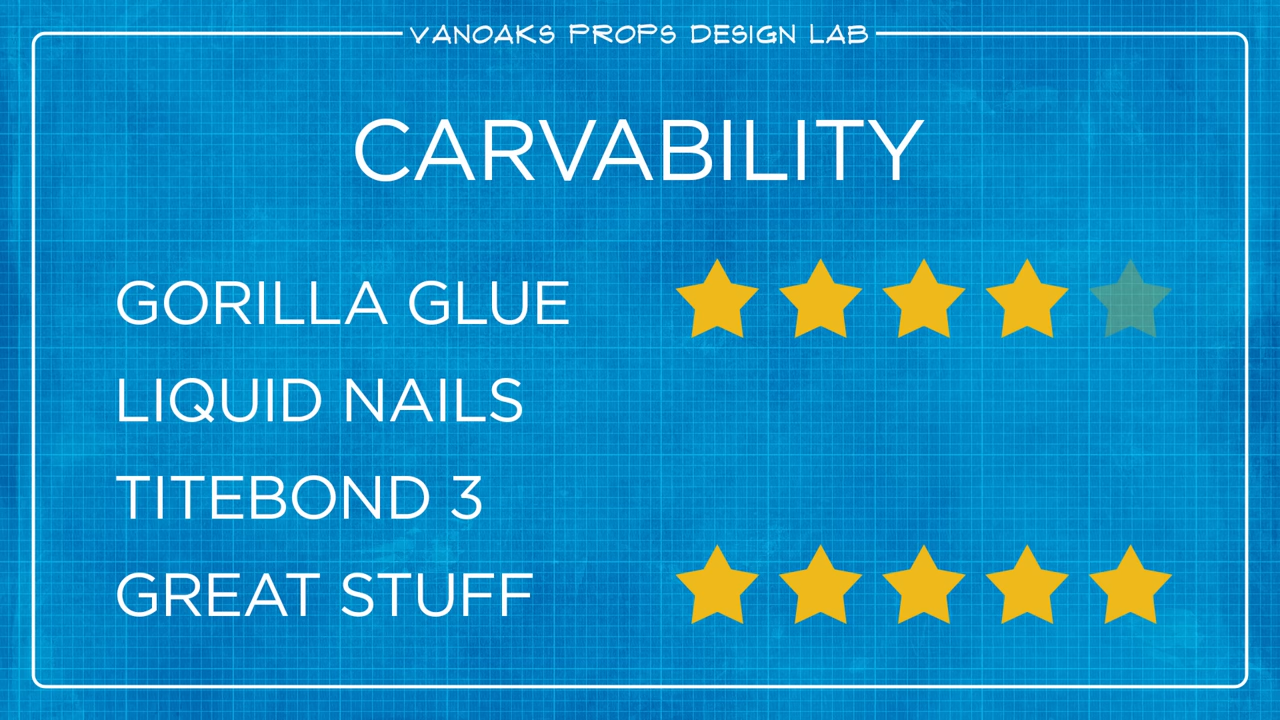 VANOAKS PROPS DESIGN LAB
CARVABILITY
GORILLA GLUE
LIQUID NAILS
TITEBOND 3
GREAT STUFF